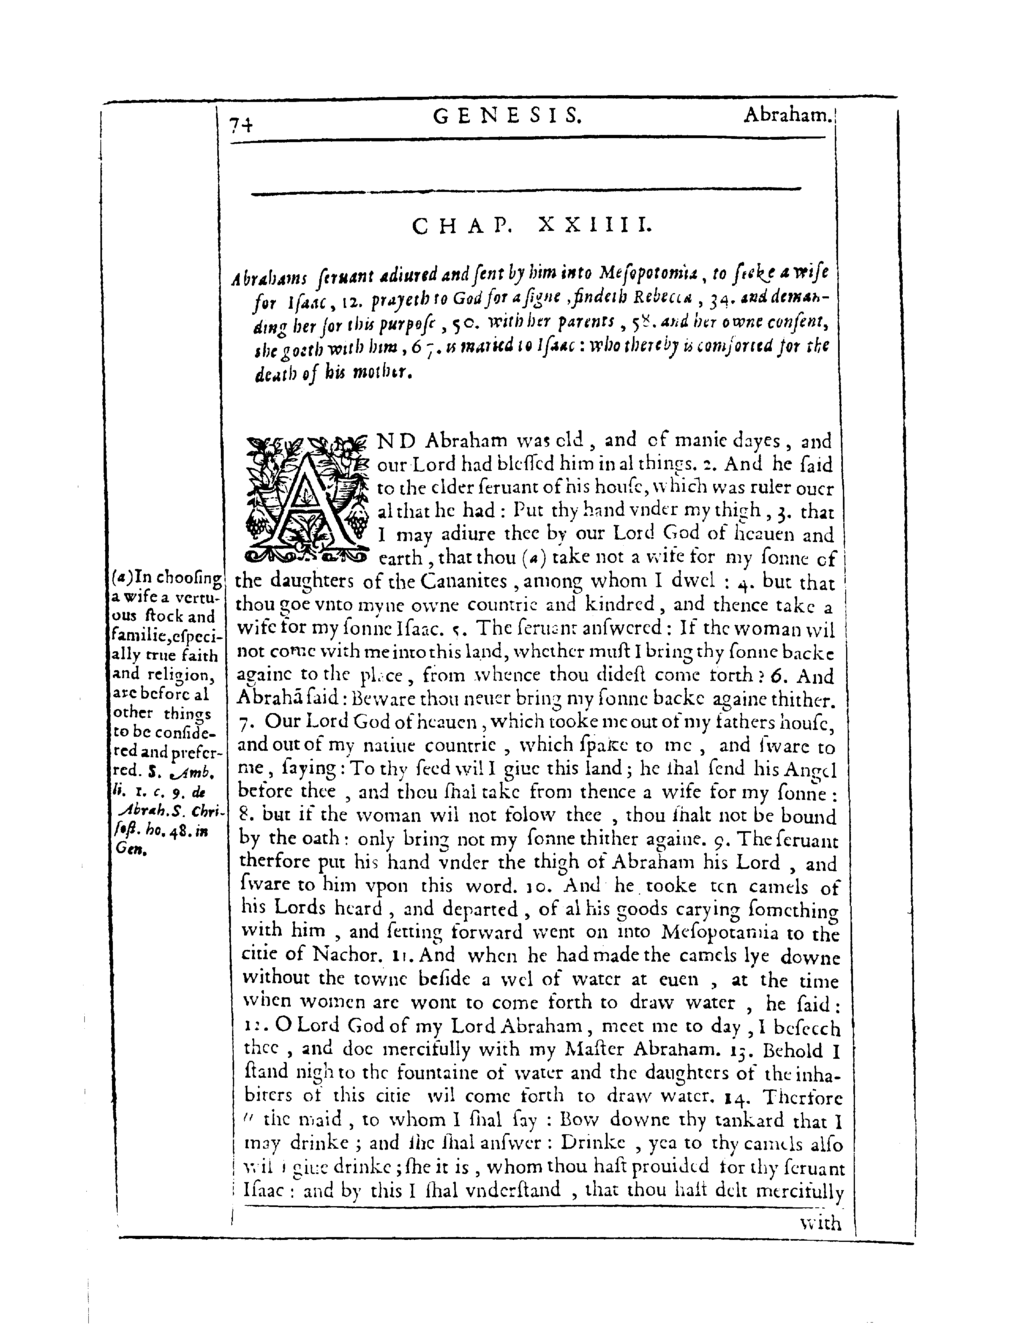 74 GENESIS. Abraham.
CHAP. XXIIII.
Abrahams ſeruant adiured and ſent by him into Meſopotomia, to ſeeke a wife
for Iſaac, 12. prayeth to God for a ſigne, findeth Rebecca, 34. and deman-
ding her for this purpoſe, 50. with her parents, 58. and her owne conſent,
she goeth with him, 67. is maried to Iſaac: who thereby is comforted for the
death of his mother.
AND Abraham was old, and of manie dayes, and
our Lord had bleſſed him in al things. 2. And he ſaid
to the elder ſeruant of his houſe, which was ruler ouer
al that he had: Put thy hand vnder my thigh, 3. that
I may adiure thee by our Lord God of heauen and
earth, that thou (a) take not a wife for my ſonne of
the daughters of the Cananites, among whom I dwel: 4. but that
thou goe vnto myne owne countrie and kindred, and thence take a
wife for my ſonne Iſaac. 5. The ſeruant anſwered: If the woman wil
not come with me into this land, whether muſt I bring thy ſonne backe
againe to the place, from whence thou dideſt come forth? 6. And
Abrahã ſaid: Beware thou neuer bring my ſonne backe againe thither.
7. Our Lord God of heauen, which tooke me out of my fathers houſe,
and out of my natiue countrie, which ſpake to me, and ſware to
me, ſaying: To thy ſeed wil I giue this land; he ſhal ſend his Angel
before thee, and thou ſhal take from thence a wife for my ſonne:
8. but if the woman wil not folow thee, thou ſhalt not be bound
by the oath: only bring not my ſonne thither againe. 9. The ſeruant
therfore put his hand vnder the thigh of Abraham his Lord, and
ſware to him vpon this word. 10. And he tooke ten camels of
his Lords heard, and departed, of al his goods carying ſomething
with him, and ſetting forward went on into Meſopotamia to the
citie of Nachor. 11. And when he had made the camels lye downe
without the towne beſide a wel of water at euen, at the time
when women are wont to come forth to draw water, he ſaid:
12. O Lord God of my Lord Abraham, meet me to day, I beſeech
thee, and doe mercifully with my Maſter Abraham. 13. Behold I
ſtand nigh to the fountaine of water and the daughters of the inha-
biters of this citie wil come forth to draw water. 14. Therfore
" the maid, to whom I ſhal ſay: Bow downe thy tankard that I
may drinke; and ſhe ſhal anſwer: Drinke, yea to thy camels alſo
wil I giue drinke; ſhe it is, whom thou haſt prouided for thy ſeruant
Iſaac: and by this I ſhal vnderſtand, that thou haſt delt mercifully
with
(a) In chooſing
a wife a vertu-
ous ſtock and
familie, eſpeci-
ally true faith
and religion,
are before al
other things
to be conſide-
red and prefer-
red. S. Amb.
li. 1. c. 9. de
Abrah. S. Chri-
ſoſt. ho. 48. in
Gen.